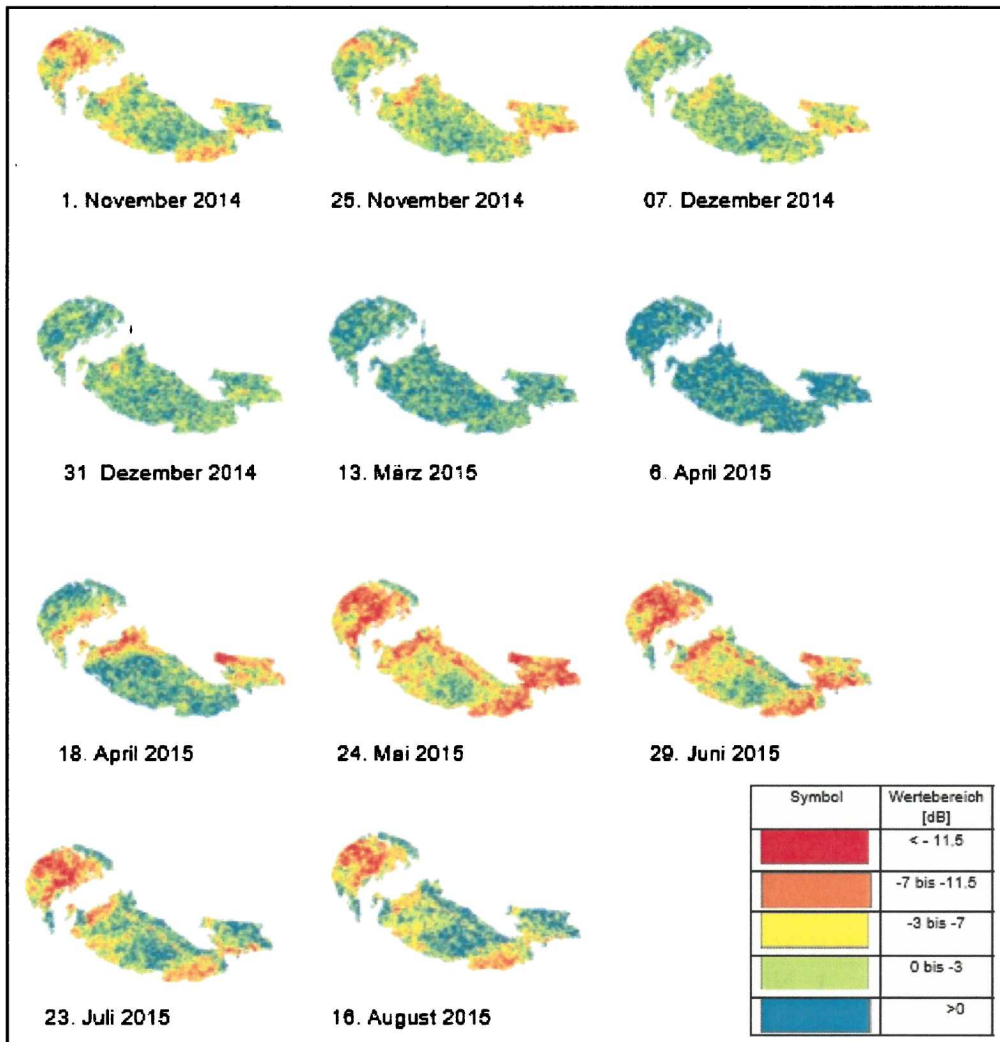 1. November 2014
25. November 2014
07. Dezember 2014
31 Dezember 2014
13. März 2015
6. April 2015
18. April 2015
24. Mai 2015
29. Juni 2015
23. Juli 2015
16. August 2015
Symbol Wertebereich
[dB]
< - 11,5
-7 bis -11.5
-3 bis -7
0 bis -3
>0